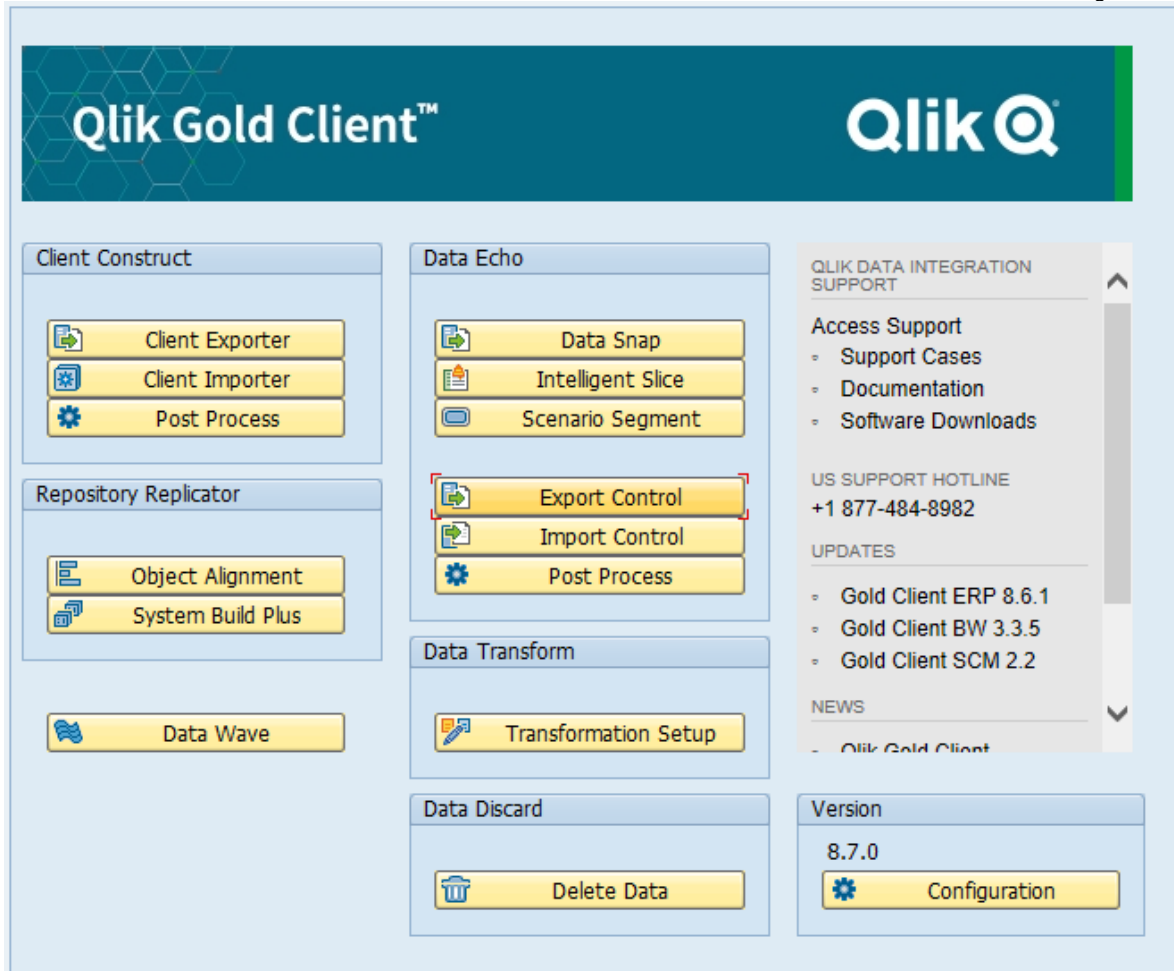 Qlik Gold Client™
Qlik
Client Construct
Client Exporter
Client Importer
Post Process
Repository Replicator
Object Alignment
System Build Plus
Data Wave
Data Echo
Data Snap
Intelligent Slice
Scenario Segment
Export Control
Import Control
Post Process
Data Transform
Transformation Setup
Data Discard
Delete Data
QLIK DATA INTEGRATION
SUPPORT
Access Support
Support Cases
Documentation
Software Downloads
US SUPPORT HOTLINE
+1 877-484-8982
UPDATES
Gold Client ERP 8.6.1
Gold Client BW 3.3.5
Gold Client SCM 2.2
NEWS
Qlik Gold Client
Version
8.7.0
Configuration